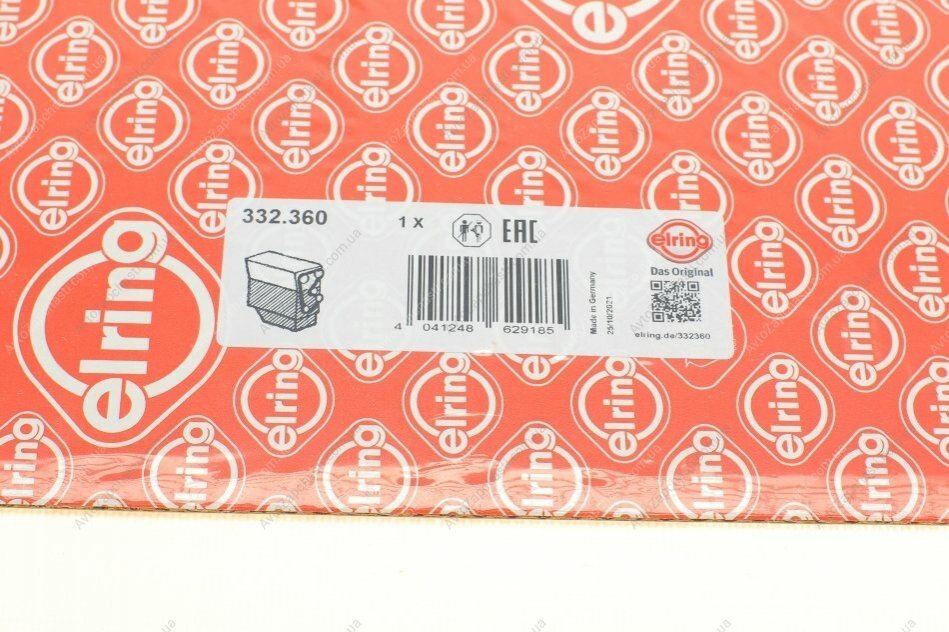 332.360
1 X
EAC
elring
Das Original
4 041248 629185
Made in Germany
25/10/2021
elring.de/332360
elring